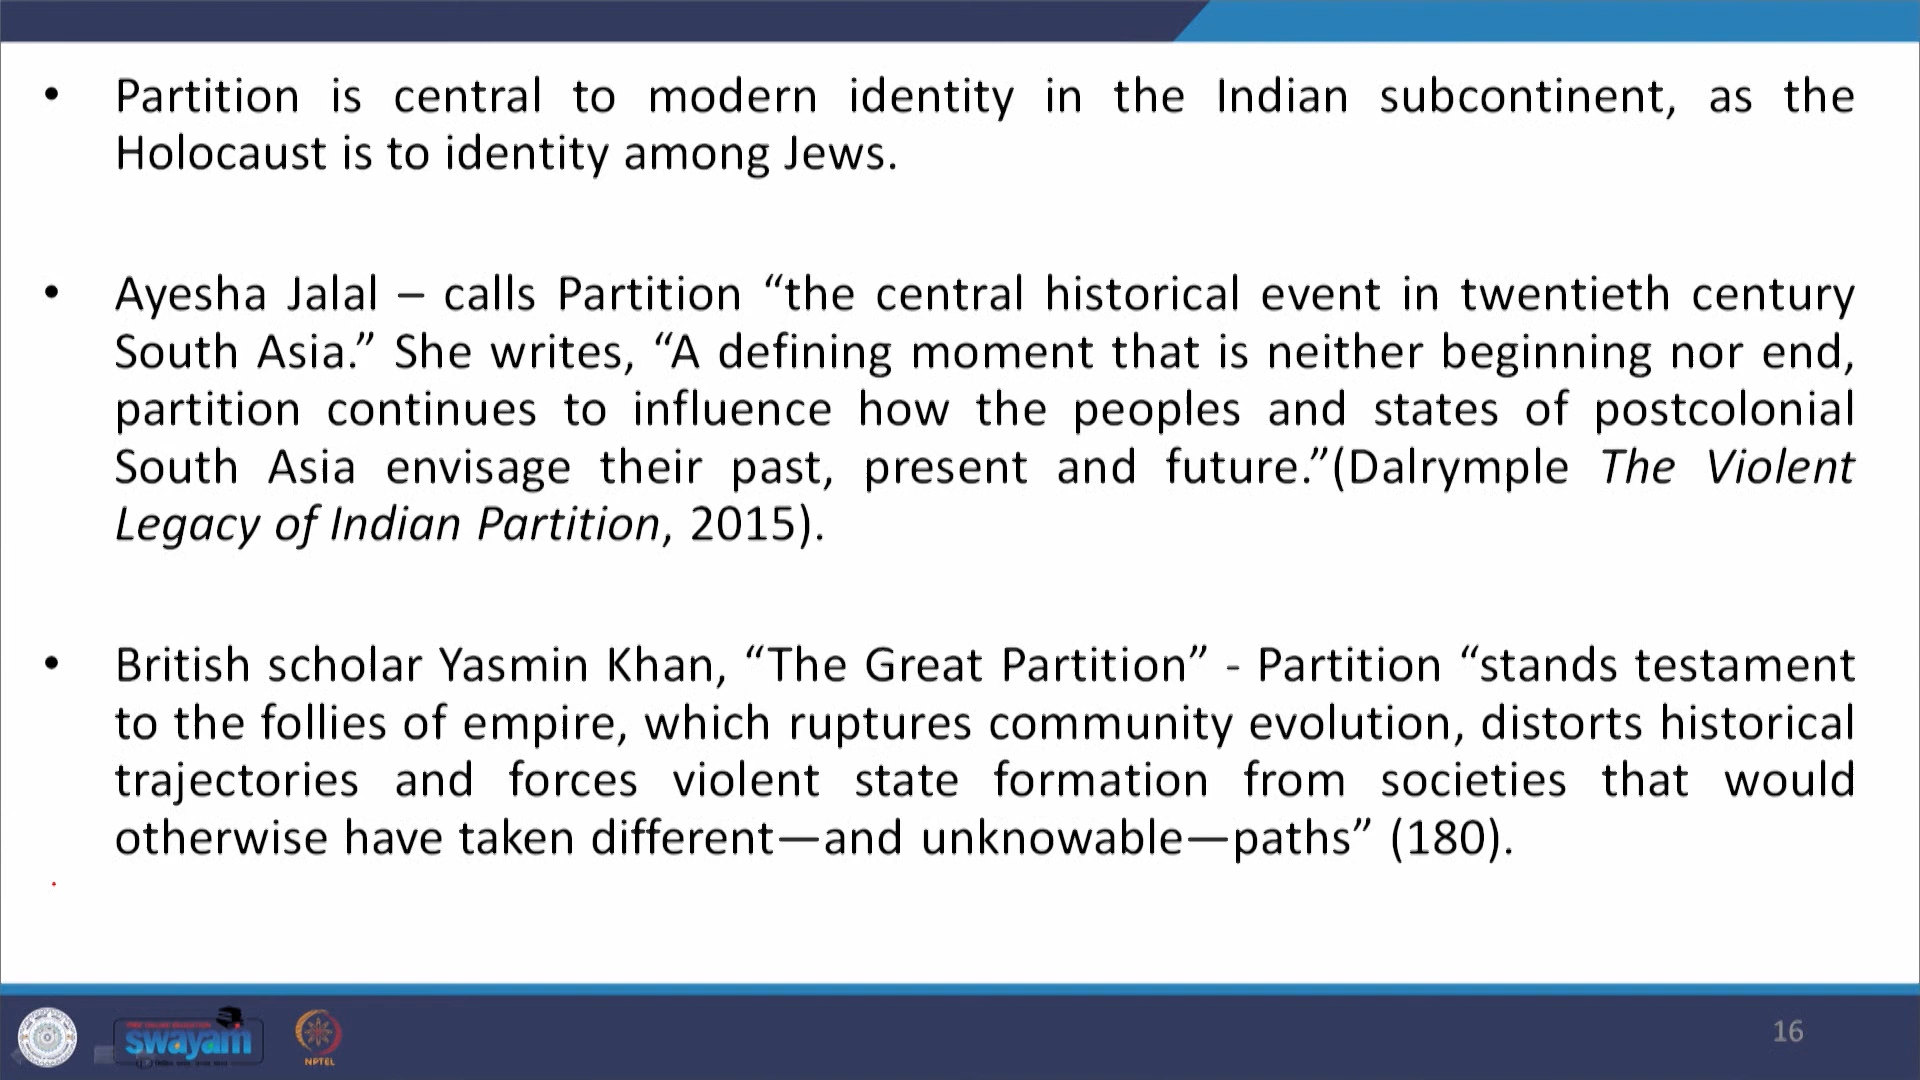 • Partition is central to modern identity in the Indian subcontinent, as the
Holocaust is to identity among Jews.
• Ayesha Jalal – calls Partition “the central historical event in twentieth century
South Asia.” She writes, “A defining moment that is neither beginning nor end,
partition continues to influence how the peoples and states of postcolonial
South Asia envisage their past, present and future.”(Dalrymple The Violent
Legacy of Indian Partition, 2015).
• British scholar Yasmin Khan, “The Great Partition” - Partition “stands testament
to the follies of empire, which ruptures community evolution, distorts historical
trajectories and forces violent state formation from societies that would
otherwise have taken different—and unknowable—paths” (180).
swayam
NPTEL
16